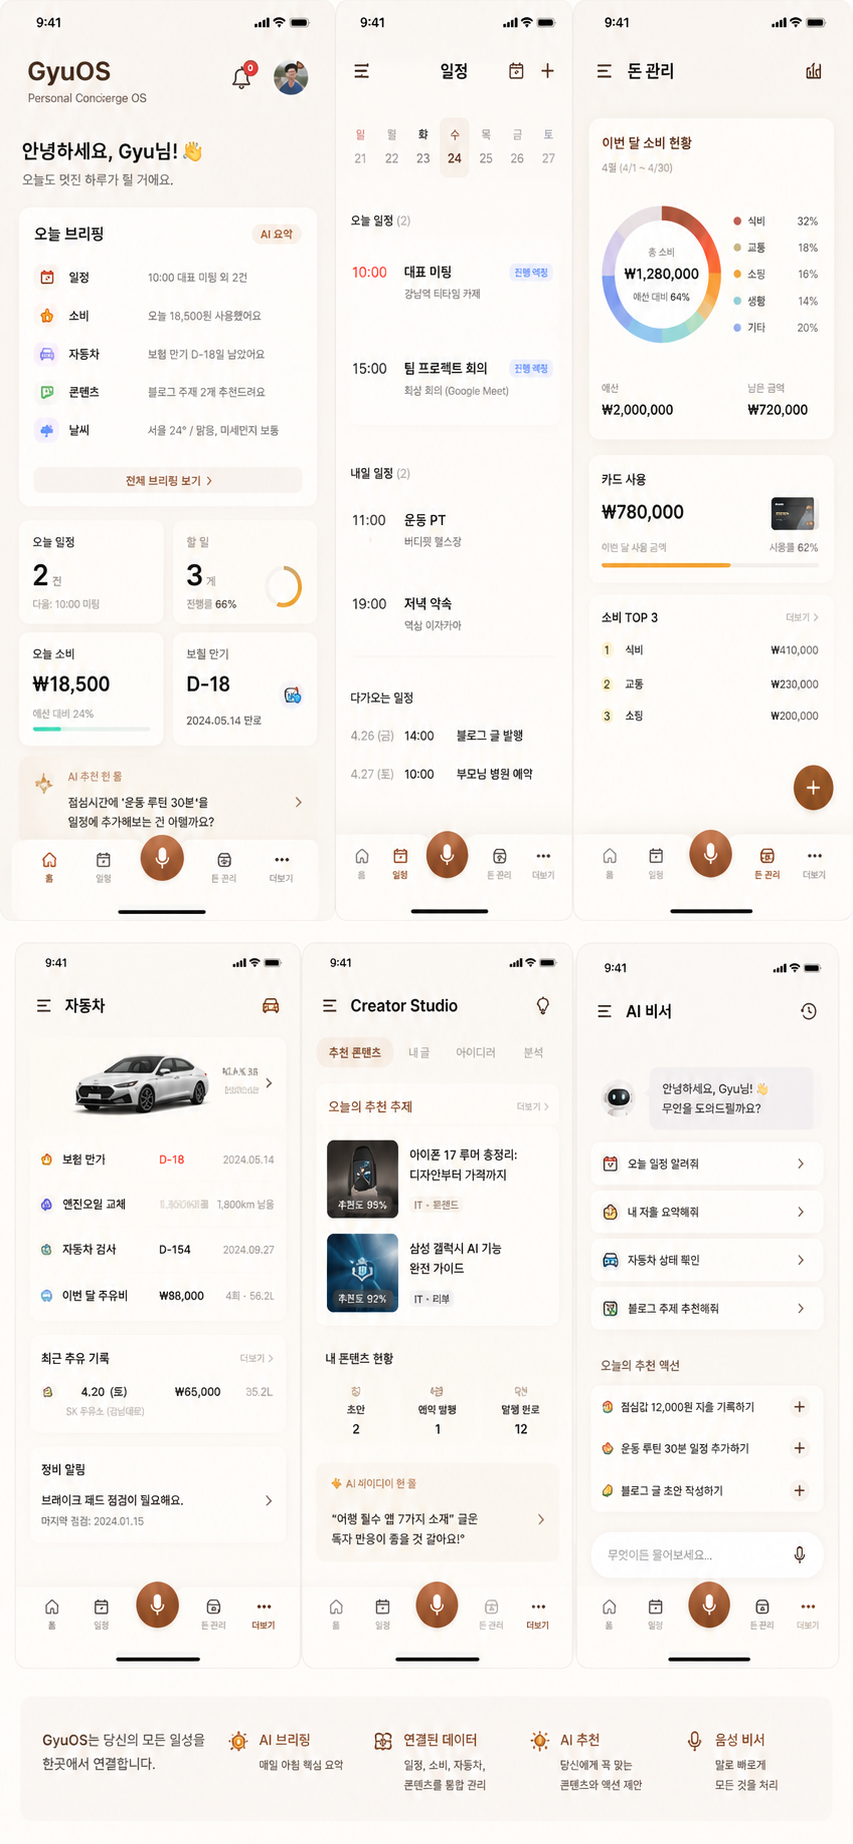 9:41
GyuOS
Personal Concierge OS
0
안녕하세요, Gyu님! 👋
오늘도 멋진 하루가 될 거예요.
오늘 브리핑
AI 요약
일정 10:00 대표 미팅 외 2건
소비 오늘 18,500원 사용했어요
자동차 보험 만기 D-18일 남았어요
콘텐츠 블로그 주제 2개 추천드려요
날씨 서울 24° / 맑음, 미세먼지 보통
전체 브리핑 보기 >
오늘 일정
2 건
다음: 10:00 미팅
할 일
3 개
진행률 66%
오늘 소비
₩18,500
예산 대비 24%
보험 만기
D-18
2024.05.14 만료
AI 추천 한
점심시간에 '운동 루틴 30분'을
일정에 추가해보는 건 어떨까요?
홈 일정 돈 관리 더보기
9:41
일정
일 월 화 수 목 금 토
21 22 23 24 25 26 27
오늘 일정 (2)
10:00 대표 미팅
강남역 티타임 카페
15:00 팀 프로젝트 회의
화상 회의 (Google Meet)
내일 일정 (2)
11:00 운동 PT
버디핏 헬스장
19:00 저녁 약속
역삼 이자카야
다가오는 일정
4.26 (금) 14:00 블로그 글 발행
4.27 (토) 10:00 부모님 병원 예약
홈 일정 돈 관리 더보기
9:41
돈 관리
이번 달 소비 현황
4월 (4/1 ~ 4/30)
총 소비
₩1,280,000
예산 대비 64%
식비 32%
교통 18%
쇼핑 16%
생활 14%
기타 20%
예산
₩2,000,000
남은 금액
₩720,000
카드 사용
₩780,000
이번 달 사용 금액
사용률 62%
소비 TOP 3
더보기 >
1 식비 ₩410,000
2 교통 ₩230,000
3 쇼핑 ₩200,000
홈 일정 돈 관리 더보기
9:41
자동차
보험 만기 D-18 2024.05.14
엔진오일 교체 1,800km 남음
자동차 검사 D-154 2024.09.27
이번 달 주유비 ₩98,000 4회 · 56.2L
최근 주유 기록
더보기 >
4.20 (토) ₩65,000 35.2L
SK 주유소 (강남대로)
정비 알림
브레이크 패드 점검이 필요해요.
마지막 점검: 2024.01.15
홈 일정 돈 관리 더보기
9:41
Creator Studio
추천 콘텐츠 내 글 아이디어 분석
오늘의 추천 주제
더보기 >
아이폰 17 루머 총정리:
디자인부터 가격까지
추천도 95%
IT · 트렌드
삼성 갤럭시 AI 기능
완전 가이드
추천도 92%
IT · 리뷰
내 콘텐츠 현황
초안
2
1
12
"여행 필수 앱 7가지 소재" 글은
독자 반응이 좋을 것 같아요!"
홈 일정 돈 관리 더보기
9:41
AI 비서
안녕하세요, Gyu님! 👋
무엇을 도와드릴까요?
오늘 일정 알려줘
내 지출 요약해줘
자동차 상태
블로그 주제 추천해줘
오늘의 추천 액션
점심값 12,000원 지출 기록하기
운동 루틴 30분 일정 추가하기
블로그 글 초안 작성하기
무엇이든 물어보세요...
홈 일정 돈 관리 더보기
GyuOS는 당신의 모든 일상을
한곳에서 연결합니다.
AI 브리핑
매일 아침 핵심 요약
연결된 데이터
일정, 소비, 자동차,
콘텐츠를 통합 관리
AI 추천
당신에게 꼭 맞는
콘텐츠와 액션 제안
음성 비서
말로 빠르게
모든 것을 처리